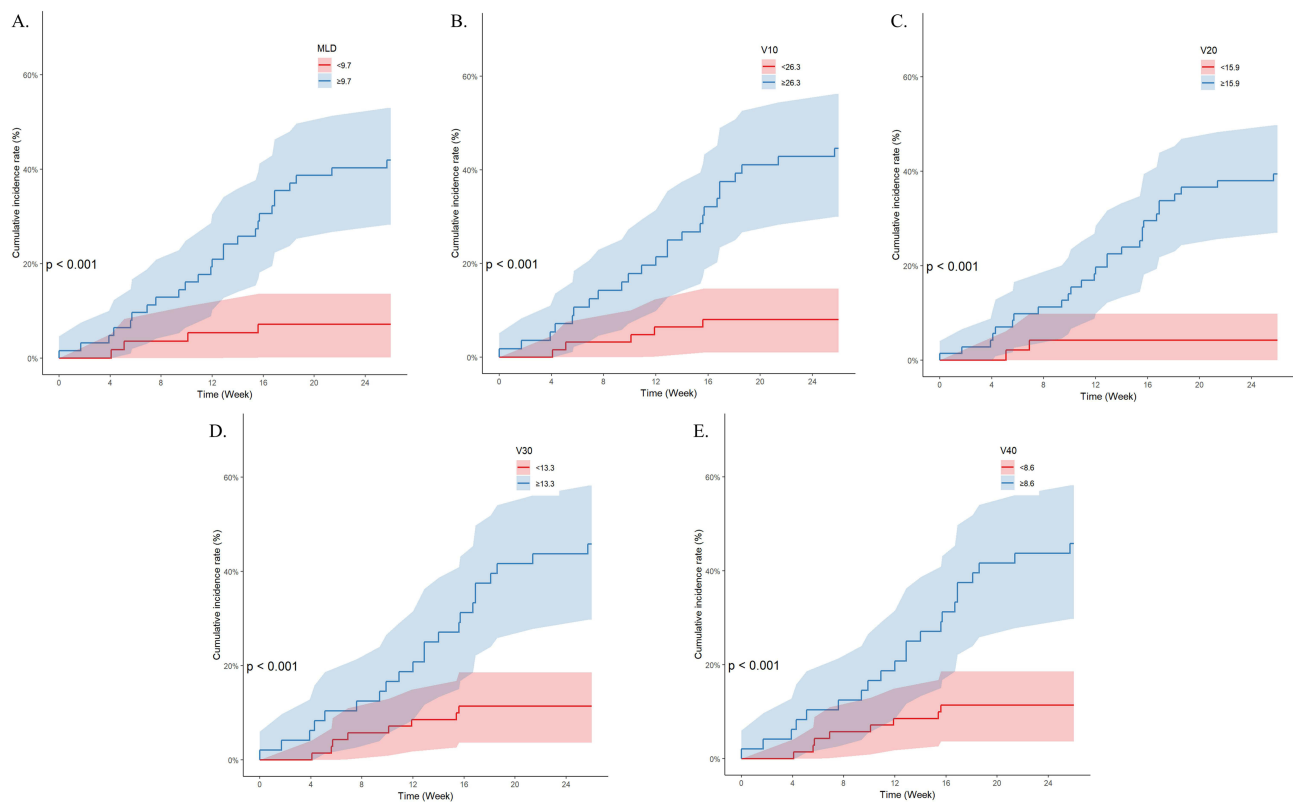 A.
MLD
<9.7
≥9.7
Cumulative incidence rate (%)
60%
40%
20%
0%
p < 0.001
0 4 8 12 16 20 24
Time (Week)
B.
V10
<26.3
≥26.3
Cumulative incidence rate (%)
60%
40%
20%
0%
p < 0.001
0 4 8 12 16 20 24
Time (Week)
C.
V20
<15.9
≥15.9
Cumulative incidence rate (%)
60%
40%
20%
0%
p < 0.001
0 4 8 12 16 20 24
Time (Week)
D.
V30
<13.3
≥13.3
Cumulative incidence rate (%)
60%
40%
20%
0%
p < 0.001
0 4 8 12 16 20 24
Time (Week)
E.
V40
<8.6
≥8.6
Cumulative incidence rate (%)
60%
40%
20%
0%
p < 0.001
0 4 8 12 16 20 24
Time (Week)